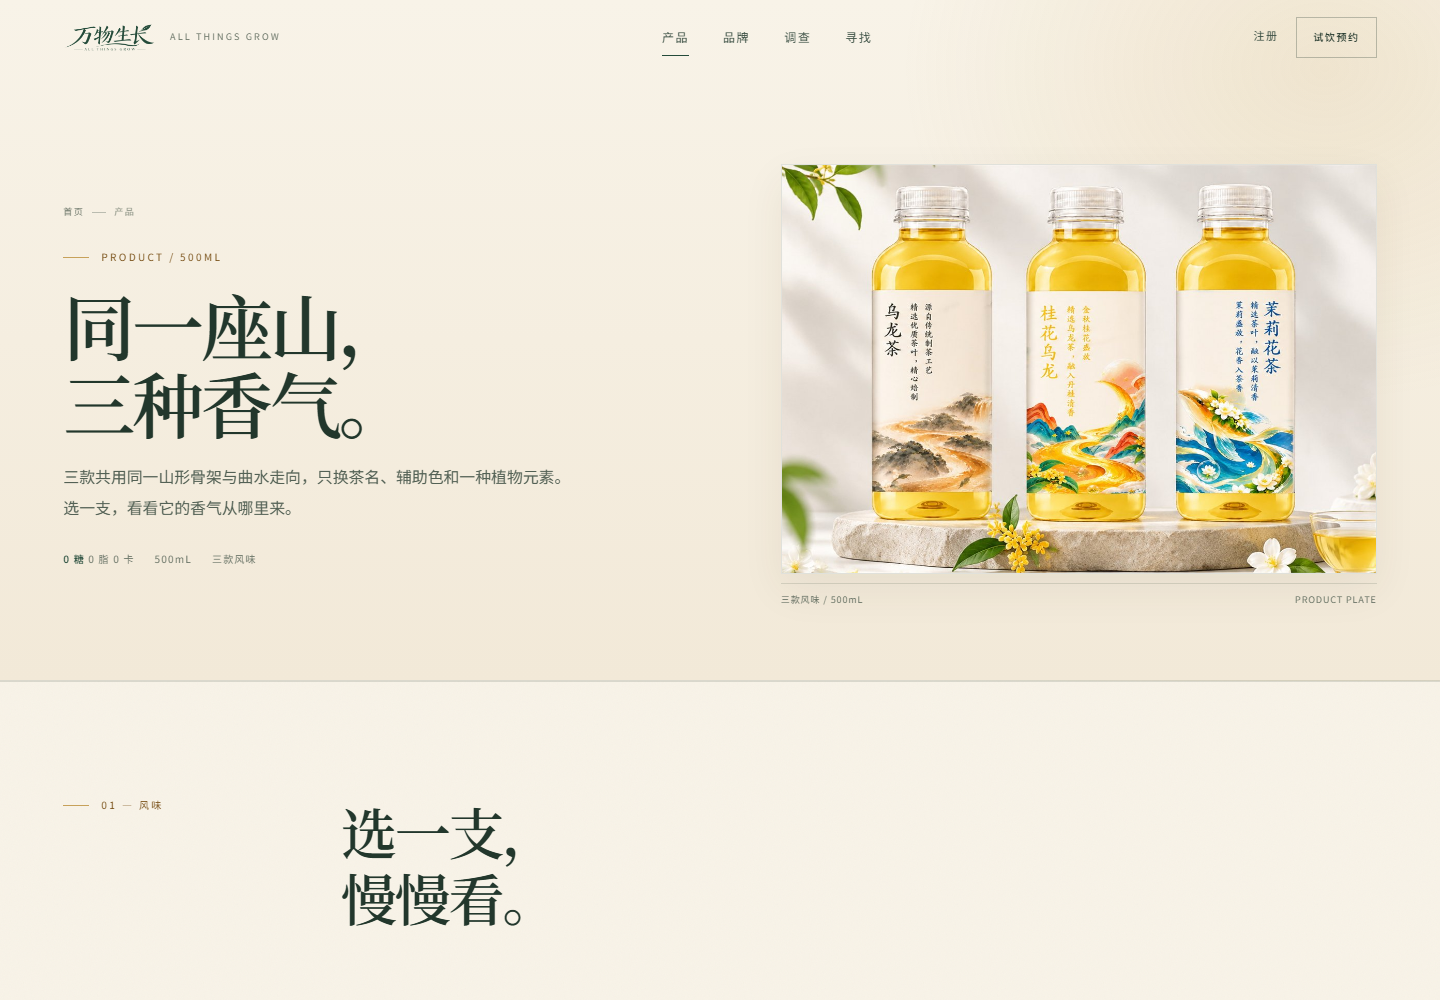 万物生长
ALL THINGS GROW
ALL THINGS GROW
产品
品牌
调查
寻找
注册
试饮预约
首页 — 产品
PRODUCT / 500ML
同一座山，
三种香气。
三款共用同一山形骨架与曲水走向，只换茶名、辅助色和一种植物元素。
选一支，看看它的香气从哪里来。
0 糖 0 脂 0 卡
500mL
三款风味
乌龙茶
精选优质茶叶，精心焙制
源自传统制茶工艺
桂花乌龙
精选乌龙茶，融入丹桂清香
金秋桂花盛放
茉莉花茶
精选茶叶，融以茉莉清香
茉莉盛放，花香入茶香
三款风味 / 500mL
PRODUCT PLATE
01 — 风味
选一支，
慢慢看。